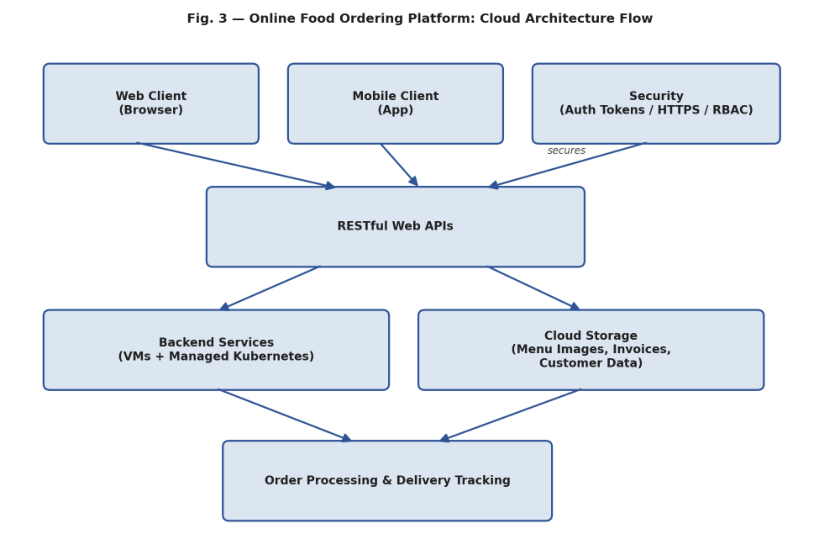 Fig. 3 — Online Food Ordering Platform: Cloud Architecture Flow
Web Client
(Browser)
Mobile Client
(App)
Security
(Auth Tokens / HTTPS / RBAC)
secures
RESTful Web APIs
Backend Services
(VMs + Managed Kubernetes)
Cloud Storage
(Menu Images, Invoices,
Customer Data)
Order Processing & Delivery Tracking